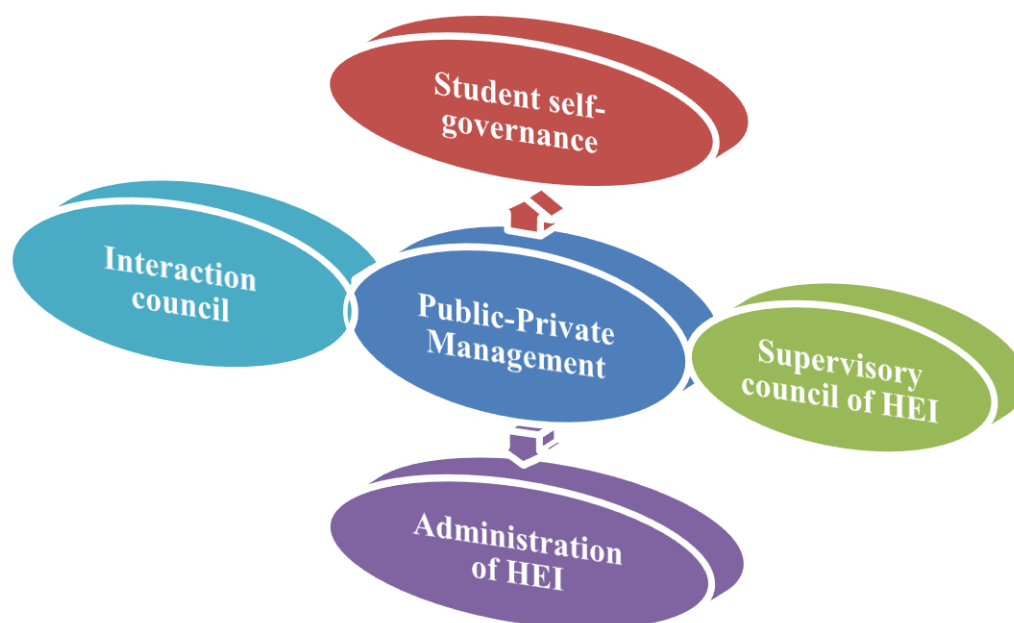 Student self-
governance
Interaction
council
Public-Private
Management
Supervisory
council of HEI
Administration
of HEI